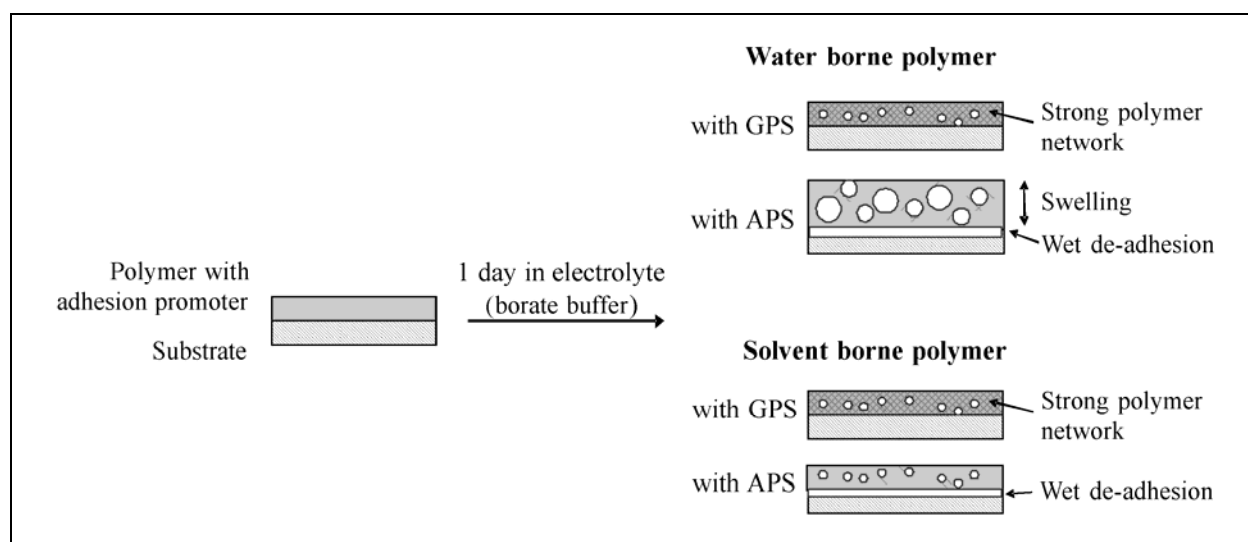 Polymer with
adhesion promoter
Substrate
1 day in electrolyte
(borate buffer)
Water borne polymer
with GPS
Strong polymer
network
with APS
Swelling
Wet de-adhesion
Solvent borne polymer
with GPS
Strong polymer
network
with APS
Wet de-adhesion